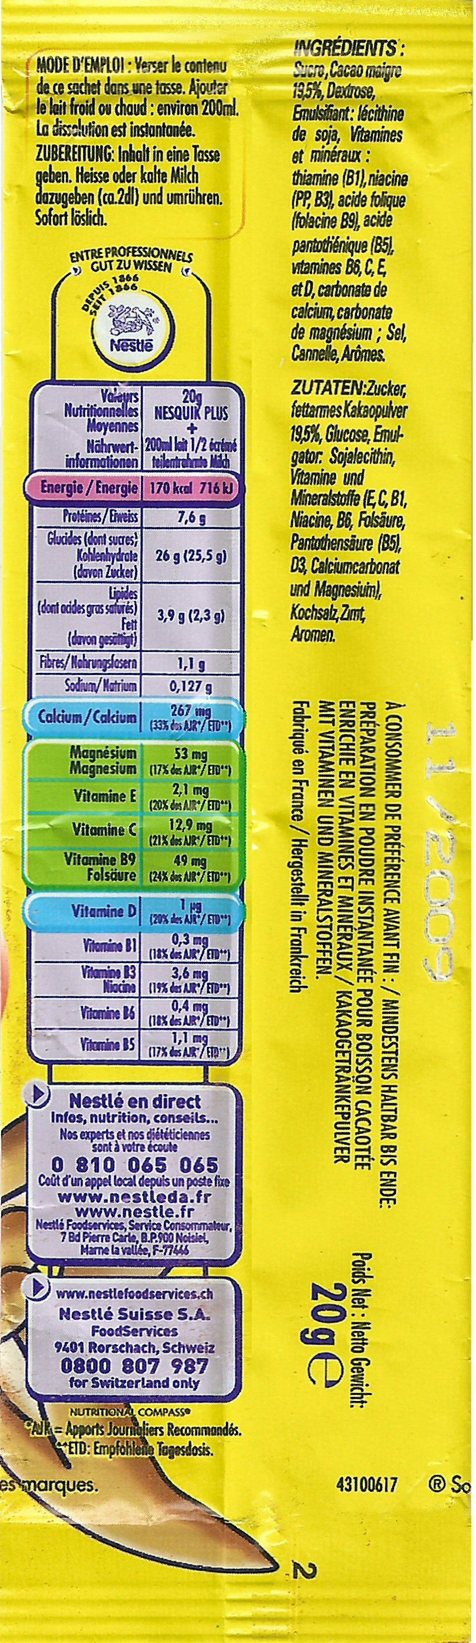 MODE D'EMPLOI : Verser le contenu
de ce sachet dans une tasse. Ajouter
le lait froid ou chaud : environ 200ml.
La dissolution est instantanée.
ZUBEREITUNG: Inhalt in eine Tasse
geben. Heisse oder kalte Milch
dazugeben (ca.2dl) und umrühren.
Sofort löslich.
ENTRE PROFESSIONNELS
GUT ZU WISSEN
DEPUIS 1866
SEIT 1866
Nestlé
Valeurs
Nutritionnelles
Moyennes
Nährwert-
informationen
20g
NESQUIK PLUS
+
200ml lait 1/2 écrémé
teilentrahmte Milch
Energie / Energie 170 kcal 716 kJ
Protéines/Eiweiss 7,6 g
Glucides (dont sucres)
Kohlenhydrate
(davon Zucker)
26 g (25,5 g)
Lipides
(dont acides gras saturés)
Fett
(davon gesättigt)
3,9 g (2,3 g)
Fibres/Nahrungsfasern 1,1 g
Sodium/Natrium 0,127 g
Calcium / Calcium 267 mg
(33% des AJR*/ETD**)
Magnésium
Magnesium
53 mg
(17% des AJR*/ETD**)
Vitamine E 2,1 mg
(20% des AJR*/ETD**)
Vitamine C 12,9 mg
(21% des AJR*/ETD**)
Vitamine B9
Folsäure
49 mg
(24% des AJR*/ETD**)
Vitamine D 1 µg
(20% des AJR*/ETD**)
Vitamine B1 0,3 mg
(18% des AJR*/ETD**)
Vitamine B3
Niacine
3,6 mg
(19% des AJR*/ETD**)
Vitamine B6 0,4 mg
(18% des AJR*/ETD**)
Vitamine B5 1,1 mg
(17% des AJR*/ETD**)
Nestlé en direct
Infos, nutrition, conseils...
Nos experts et nos diététiciennes
sont à votre écoute
0 810 065 065
Coût d'un appel local depuis un poste fixe
www.nestleda.fr
www.nestle.fr
Nestlé Foodservices, Service Consommateur,
7 Bd Pierre Carle, B.P.900 Noisiel,
Marne la vallée, F-77446
www.nestlefoodservices.ch
Nestlé Suisse S.A.
FoodServices
9401 Rorschach, Schweiz
0800 807 987
for Switzerland only
NUTRITIONAL COMPASS®
*AJR = Apports Journaliers Recommandés.
**ETD: Empfohlene Tagesdosis.
es marques.
INGRÉDIENTS :
Sucre, Cacao maigre
19,5%, Dextrose,
Emulsifiant: lécithine
de soja, Vitamines
et minéraux :
thiamine (B1), niacine
(PP, B3), acide folique
(folacine B9), acide
pantothénique (B5),
vitamines B6, C, E,
et D, carbonate de
calcium, carbonate
de magnésium ; Sel,
Cannelle, Arômes.
ZUTATEN: Zucker,
fettarmes Kakaopulver
19,5%, Glucose, Emul-
gator: Sojalecithin,
Vitamine und
Mineralstoffe (E, C, B1,
Niacine, B6, Folsäure,
Pantothensäure (B5),
D3, Calciumcarbonat
und Magnesium),
Kochsalz, Zimt,
Aromen.
11/2009
À CONSOMMER DE PRÉFÉRENCE AVANT FIN : / MINDESTENS HALTBAR BIS ENDE:
PRÉPARATION EN POUDRE INSTANTANÉE POUR BOISSON CACAOTÉE
ENRICHIE EN VITAMINES ET MINERAUX / KAKAOGETRÄNKEPULVER
MIT VITAMINEN UND MINERALSTOFFEN.
Fabriqué en France / Hergestellt in Frankreich
Poids Net : Netto Gewicht:
20g e
43100617
® So
2